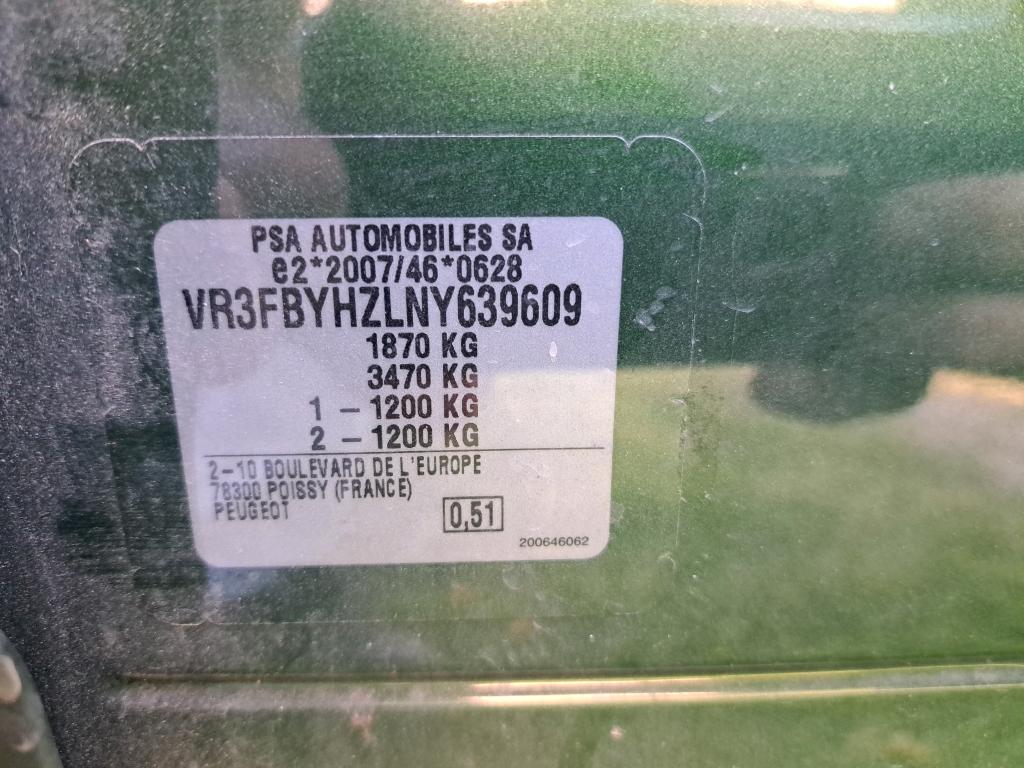 PSA AUTOMOBILES SA
e2*2007/46*0628
VR3FBYHZLNY639609
1870 KG
3470 KG
1 – 1200 KG
2 – 1200 KG
2–10 BOULEVARD DE L'EUROPE
78300 POISSY (FRANCE)
PEUGEOT
0,51
200646062